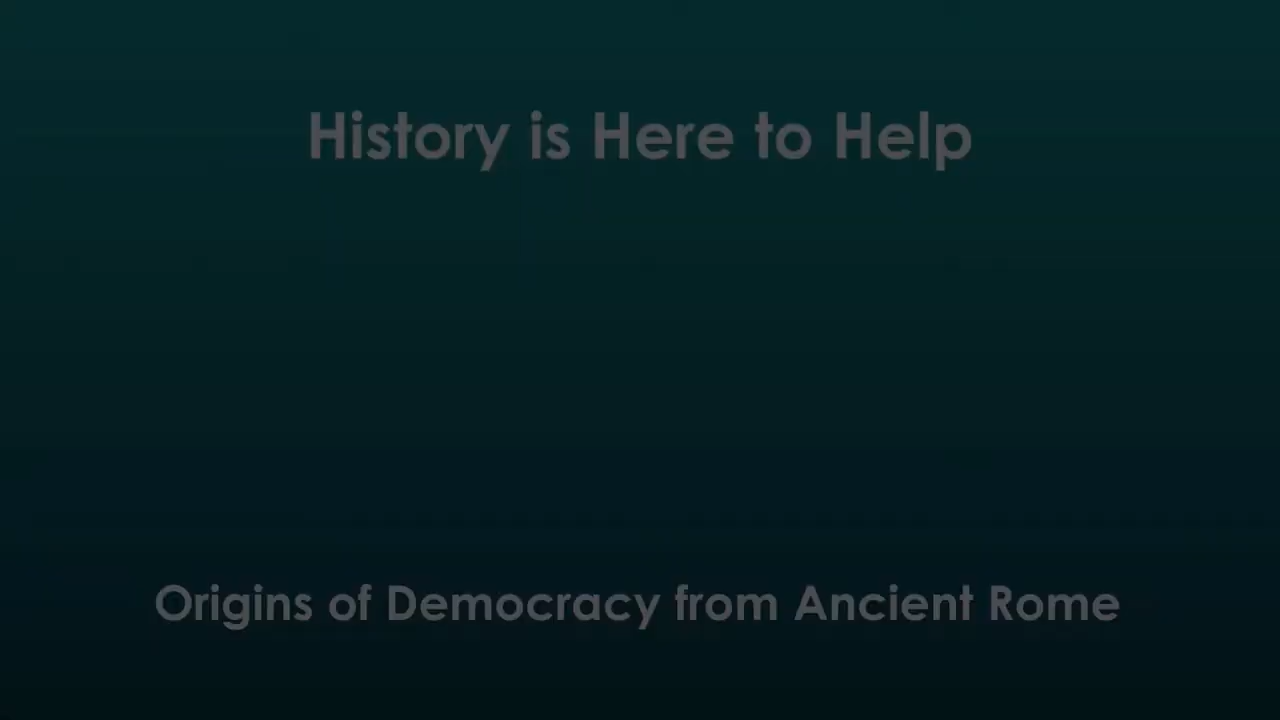 History is Here to Help
Origins of Democracy from Ancient Rome